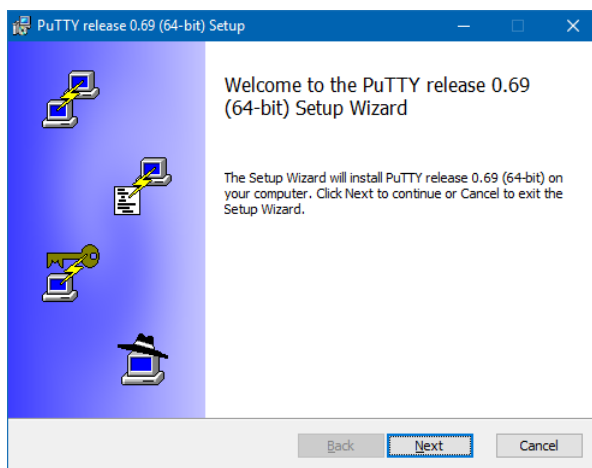 PuTTY release 0.69 (64-bit) Setup
Welcome to the PuTTY release 0.69
(64-bit) Setup Wizard
The Setup Wizard will install PuTTY release 0.69 (64-bit) on
your computer. Click Next to continue or Cancel to exit the
Setup Wizard.
Back Next Cancel